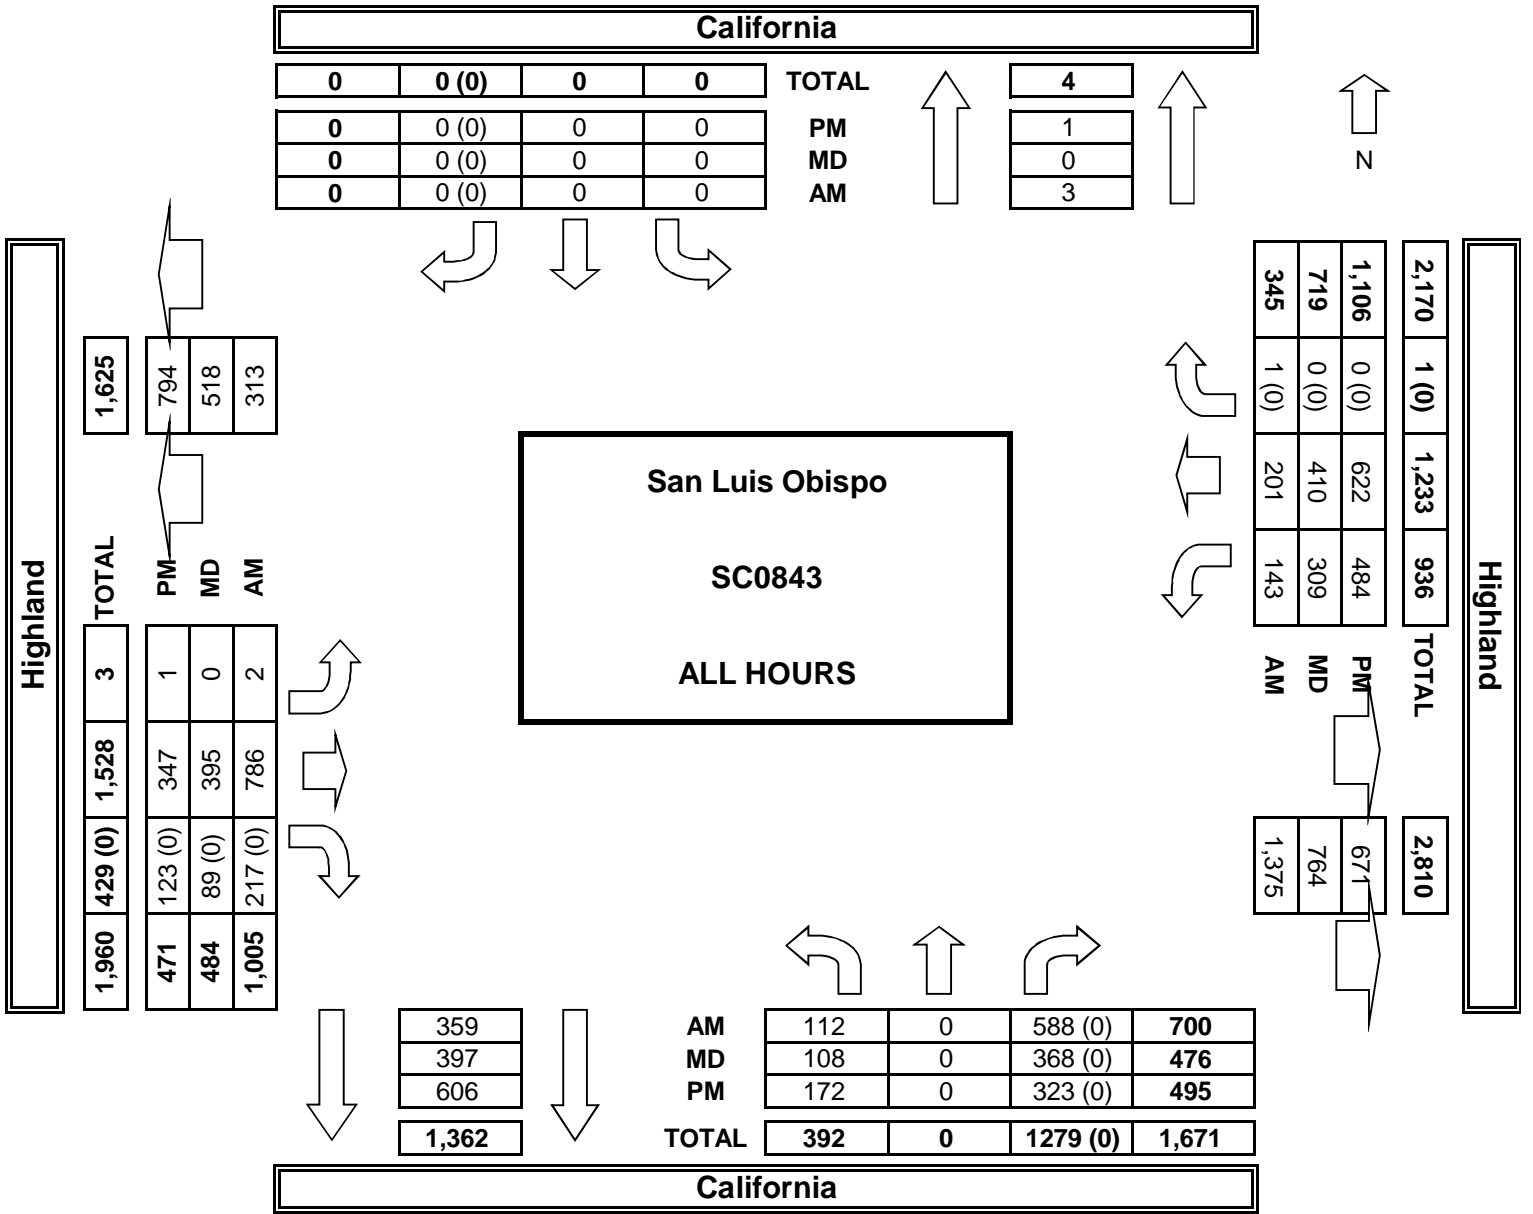 California
0 0 (0) 0 0 TOTAL 4
0 0 (0) 0 0 PM 1
0 0 (0) 0 0 MD 0 N
0 0 (0) 0 0 AM 3
Highland
1,625
794
518
313
TOTAL
PM
MD
AM
1,960 429 (0) 1,528 3
471 123 (0) 347 1
484 89 (0) 395 0
1,005 217 (0) 786 2
San Luis Obispo
SC0843
ALL HOURS
2,170 1 (0) 1,233 936 TOTAL
1,106 0 (0) 622 484 PM
719 0 (0) 410 309 MD
345 1 (0) 201 143 AM
2,810
671
764
1,375
Highland
359 AM 112 0 588 (0) 700
397 MD 108 0 368 (0) 476
606 PM 172 0 323 (0) 495
1,362 TOTAL 392 0 1279 (0) 1,671
California